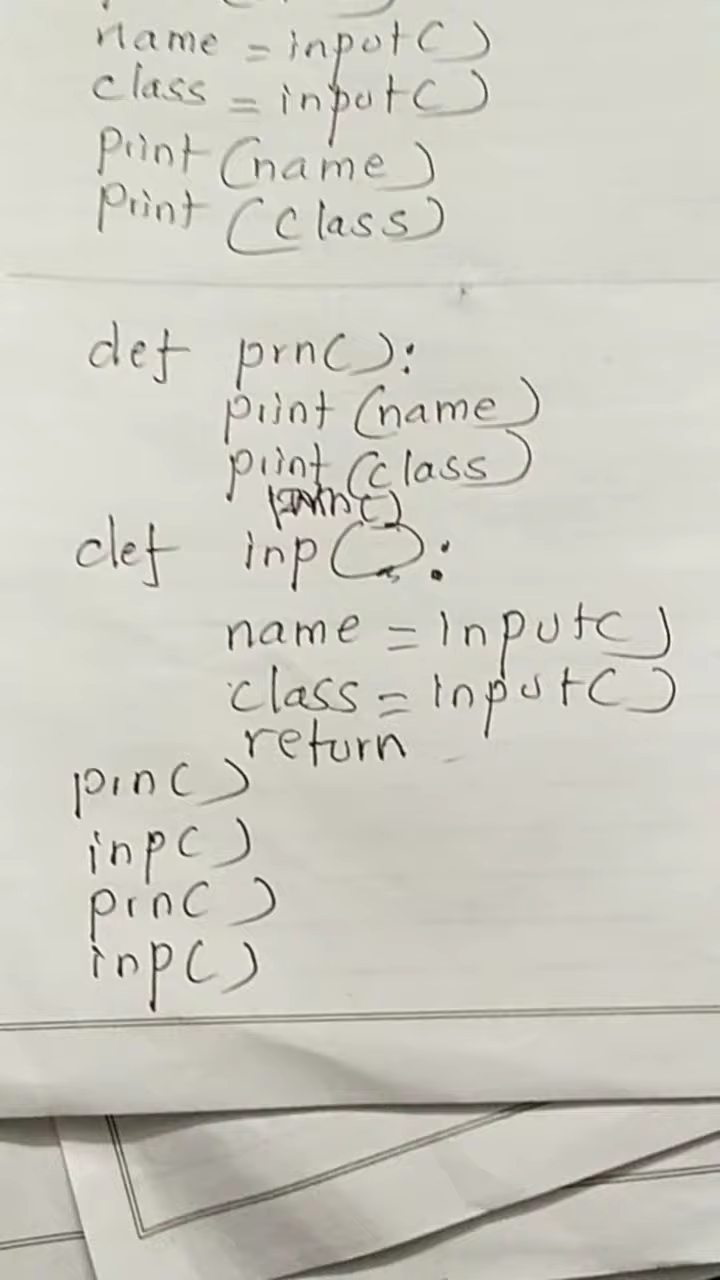 name = input()
class = input()
print (name)
print (class)
def prn():
print (name)
print (class)
def inp():
name = input()
class = input()
return
prn()
inp()
prn()
inp()